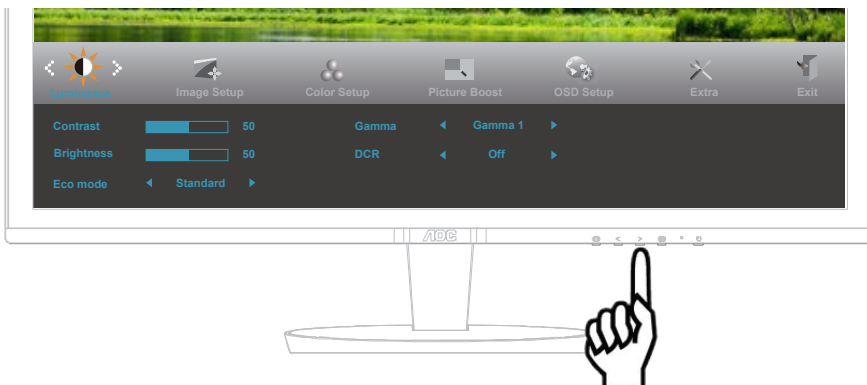 Luminance Image Setup Color Setup Picture Boost OSD Setup Extra Exit
Contrast 50 Gamma Gamma 1
Brightness 50 DCR Off
Eco mode Standard
AOC